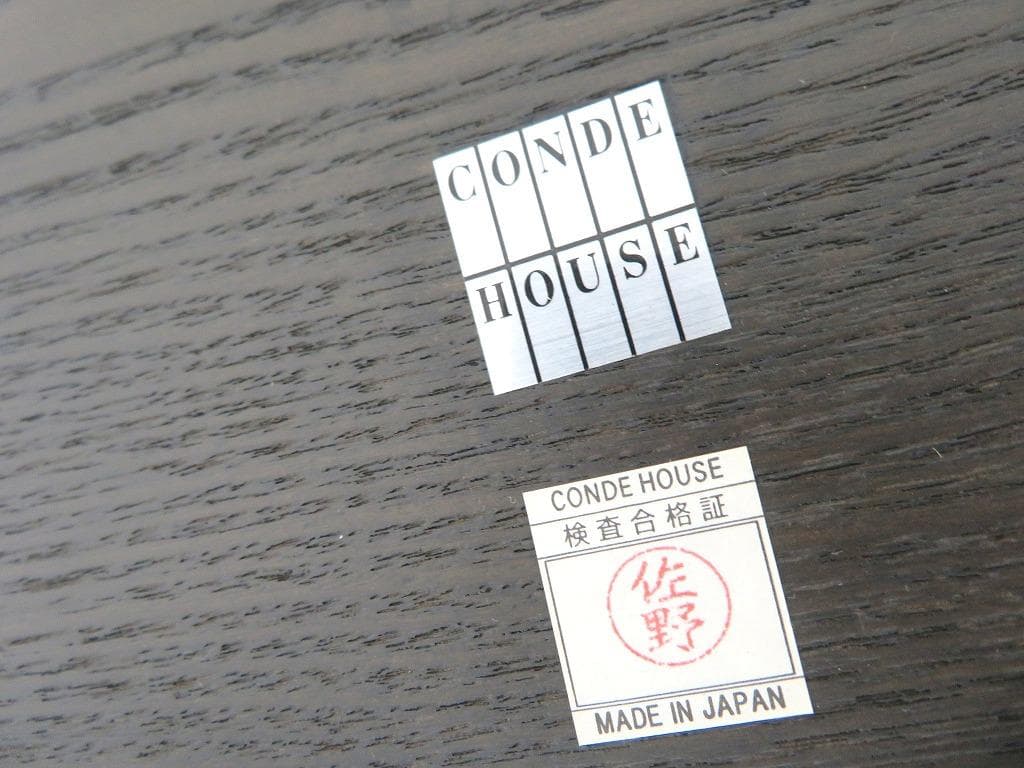 CONDE
HOUSE
CONDE HOUSE
検査合格証
佐
野
MADE IN JAPAN